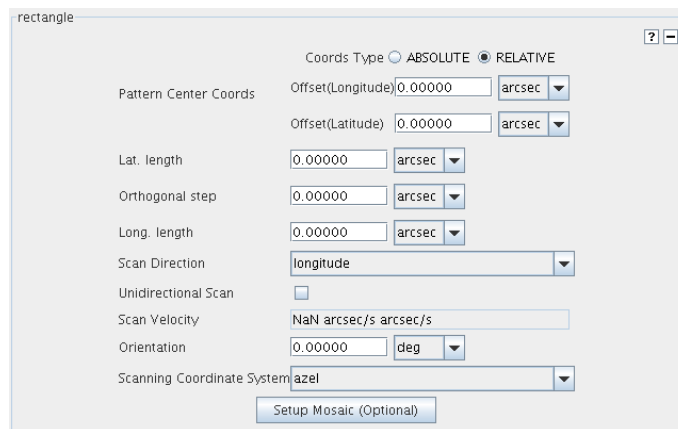 rectangle
? −
Coords Type ABSOLUTE RELATIVE
Pattern Center Coords
Offset(Longitude) 0.00000 arcsec
Offset(Latitude) 0.00000 arcsec
Lat. length 0.00000 arcsec
Orthogonal step 0.00000 arcsec
Long. length 0.00000 arcsec
Scan Direction longitude
Unidirectional Scan
Scan Velocity NaN arcsec/s arcsec/s
Orientation 0.00000 deg
Scanning Coordinate System azel
Setup Mosaic (Optional)